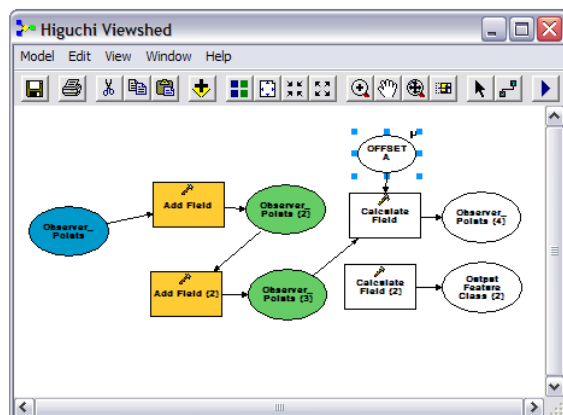 Higuchi Viewshed
Model Edit View Window Help
OFFSET
A
P
Observer_
Points
Add Field
Observer_
Points (2)
Calculate
Field
Observer_
Points (4)
Add Field (2)
Observer_
Points (3)
Calculate
Field (2)
Output
Feature
Class (2)